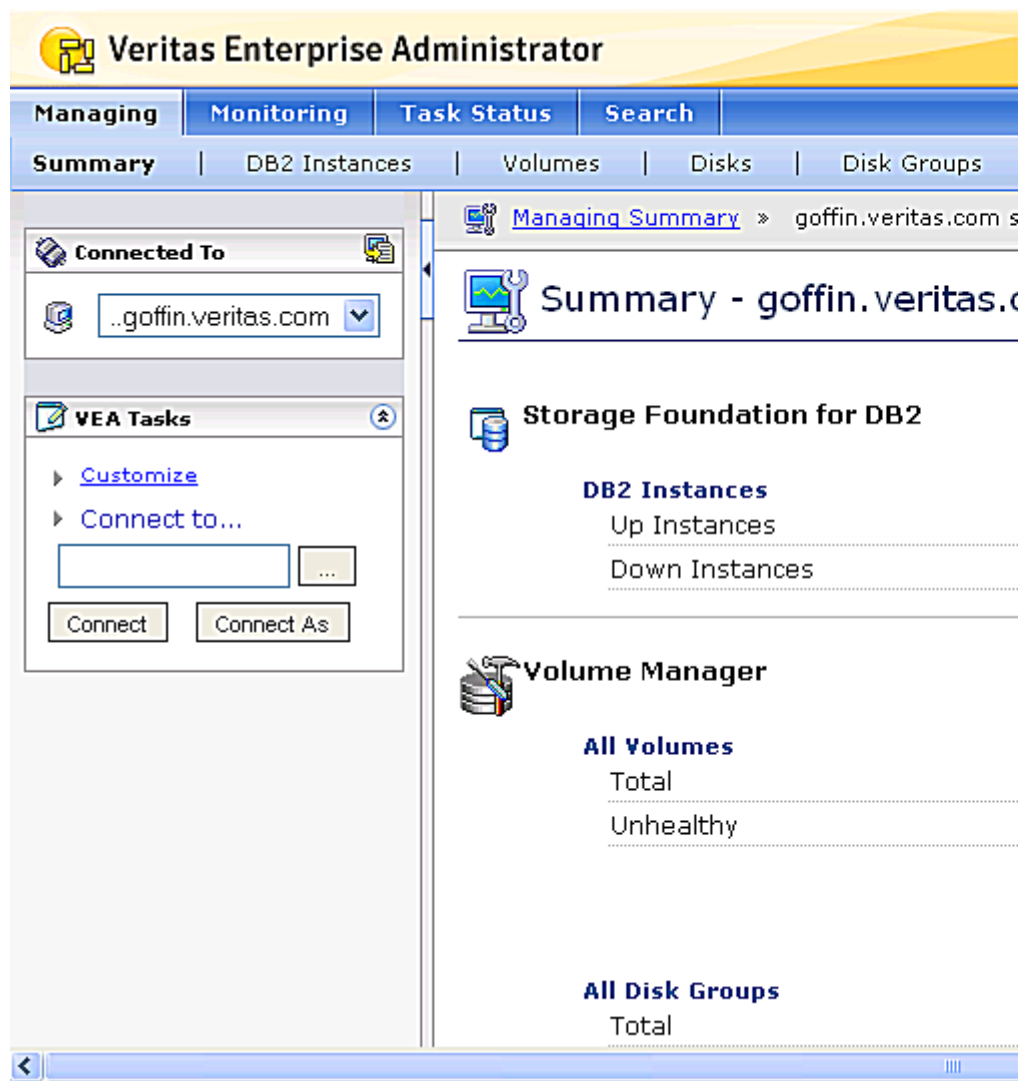 Veritas Enterprise Administrator
Managing Monitoring Task Status Search
Summary | DB2 Instances | Volumes | Disks | Disk Groups
Managing Summary » goffin.veritas.com s
Connected To
..goffin.veritas.com
Summary - goffin.veritas.c
VEA Tasks
Customize
Connect to...
...
Connect Connect As
Storage Foundation for DB2
DB2 Instances
Up Instances
Down Instances
Volume Manager
All Volumes
Total
Unhealthy
All Disk Groups
Total